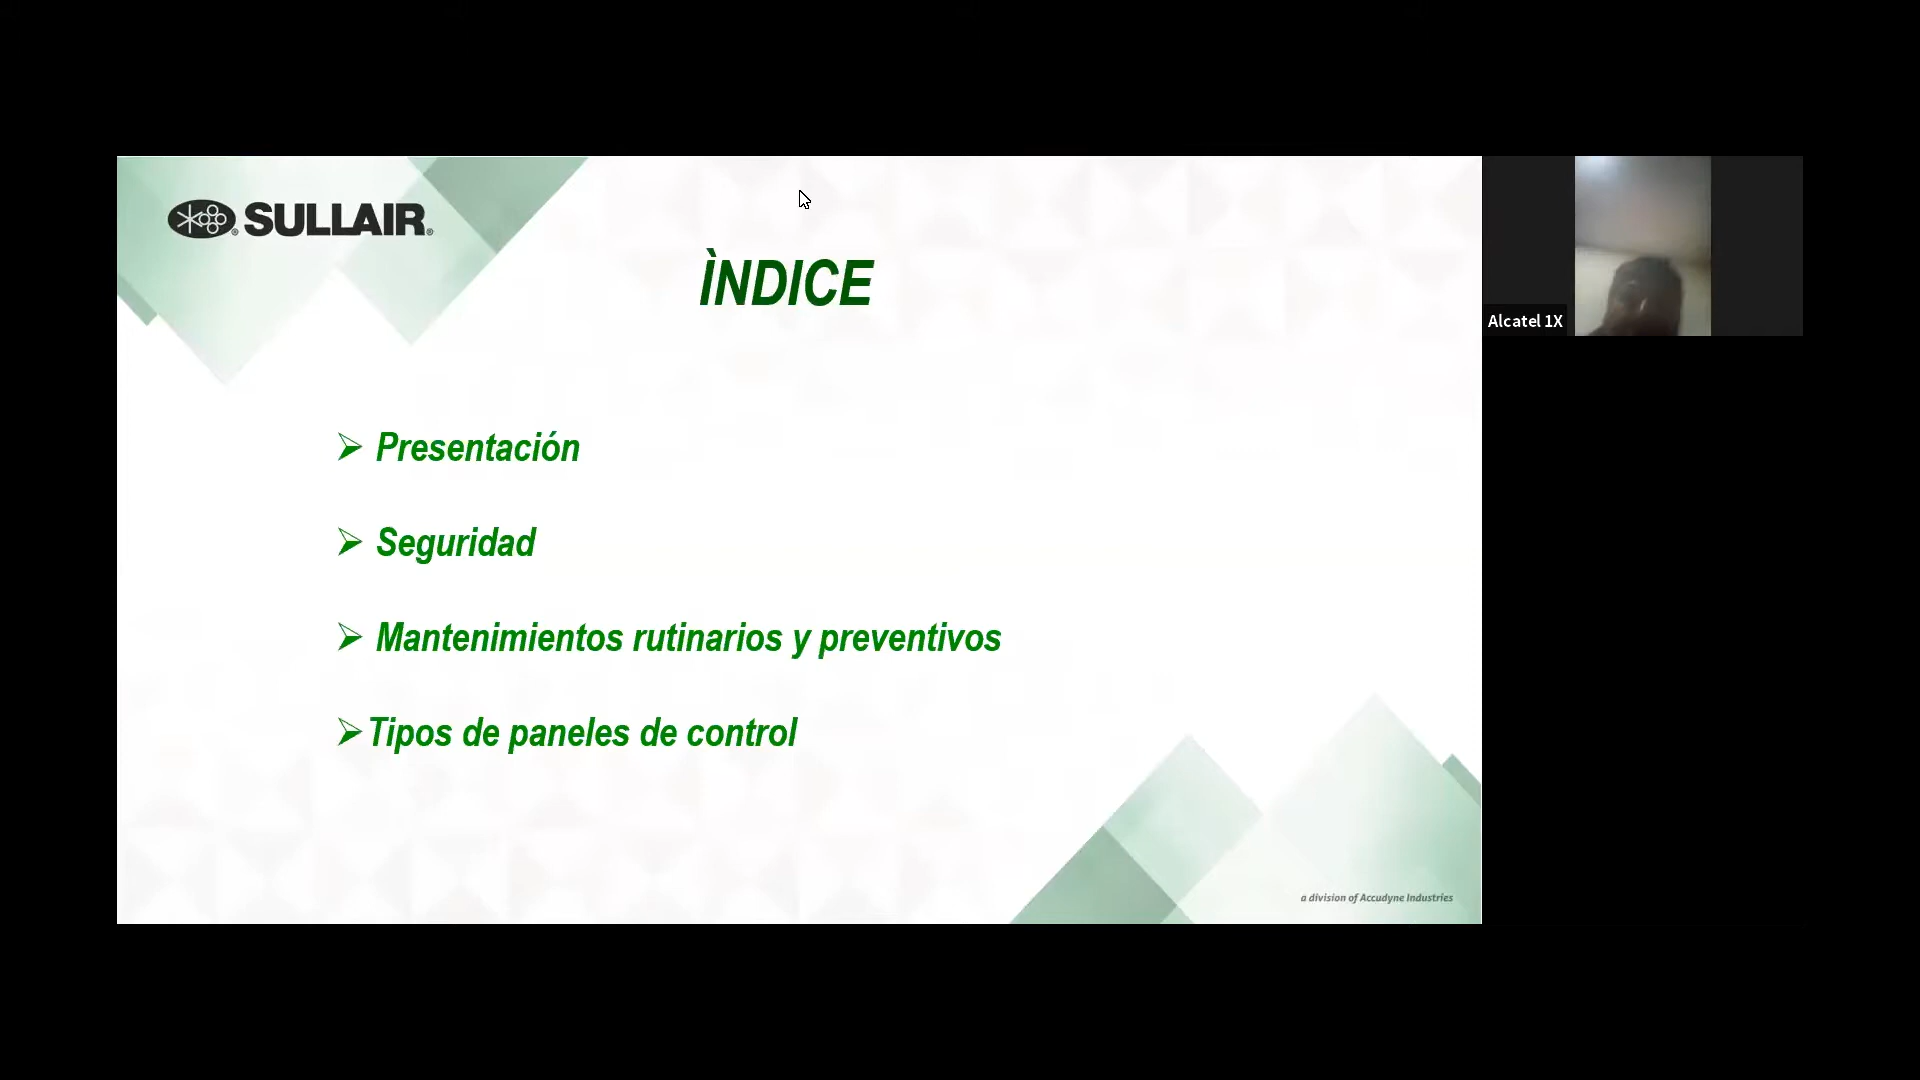 SULLAIR
ÌNDICE
Presentación
Seguridad
Mantenimientos rutinarios y preventivos
Tipos de paneles de control
a division of Accudyne Industries
Alcatel 1X